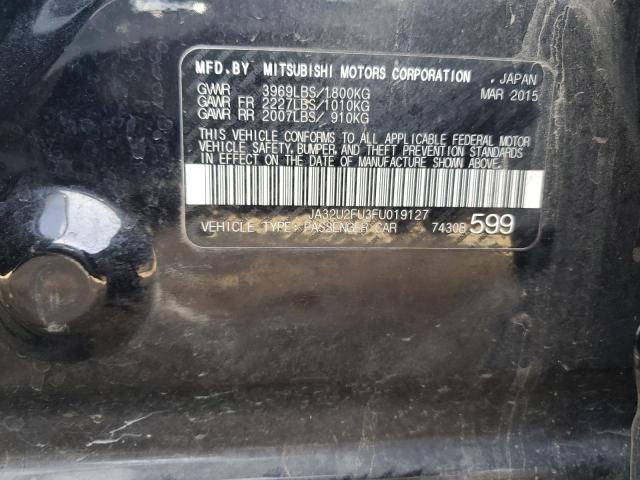 MFD.BY MITSUBISHI MOTORS CORPORATION , JAPAN
GVWR 3969LBS/1800KG MAR 2015
GAWR FR 2227LBS/1010KG
GAWR RR 2007LBS/ 910KG
THIS VEHICLE CONFORMS TO ALL APPLICABLE FEDERAL MOTOR
VEHICLE SAFETY, BUMPER, AND THEFT PREVENTION STANDARDS
IN EFFECT ON THE DATE OF MANUFACTURE SHOWN ABOVE.
JA32U2FU3FU019127
VEHICLE TYPE: PASSENGER CAR 7430B 599